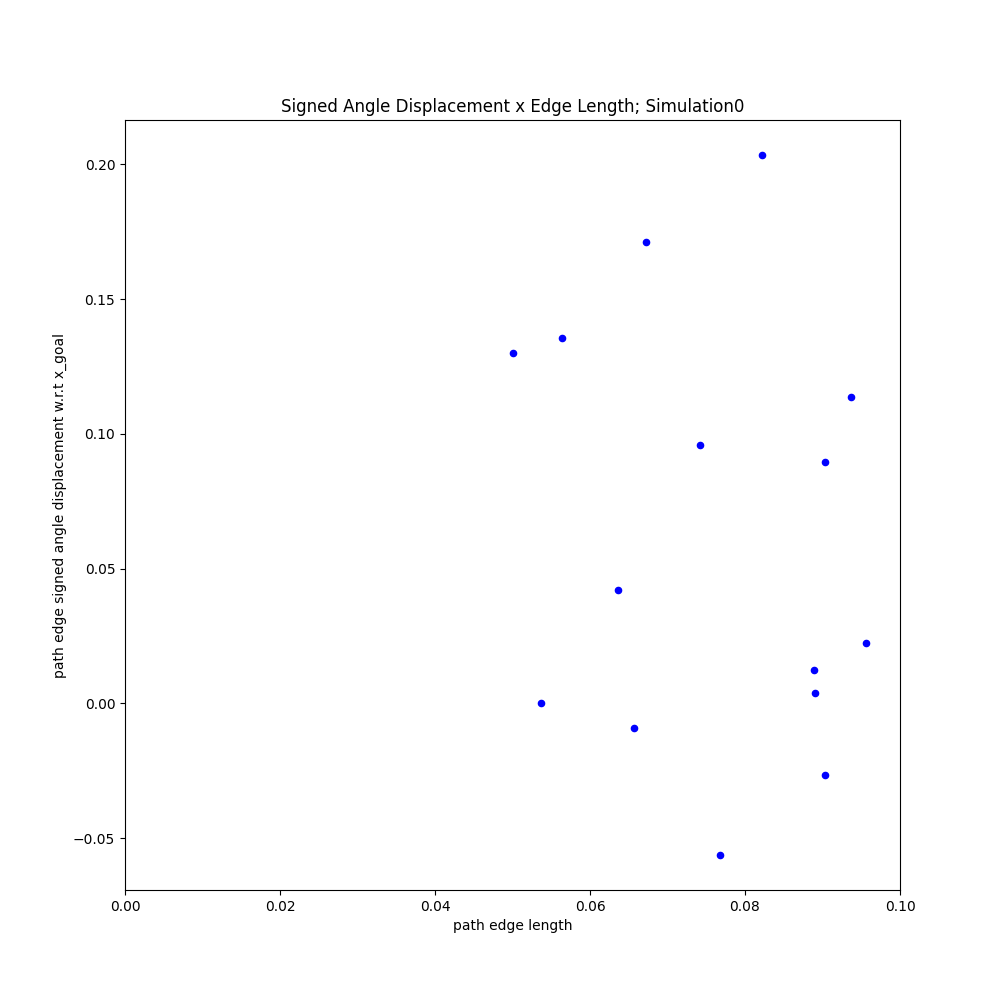 Signed Angle Displacement x Edge Length; Simulation0
path edge signed angle displacement w.r.t x_goal
0.20
0.15
0.10
0.05
0.00
−0.05
0.00 0.02 0.04 0.06 0.08 0.10
path edge length